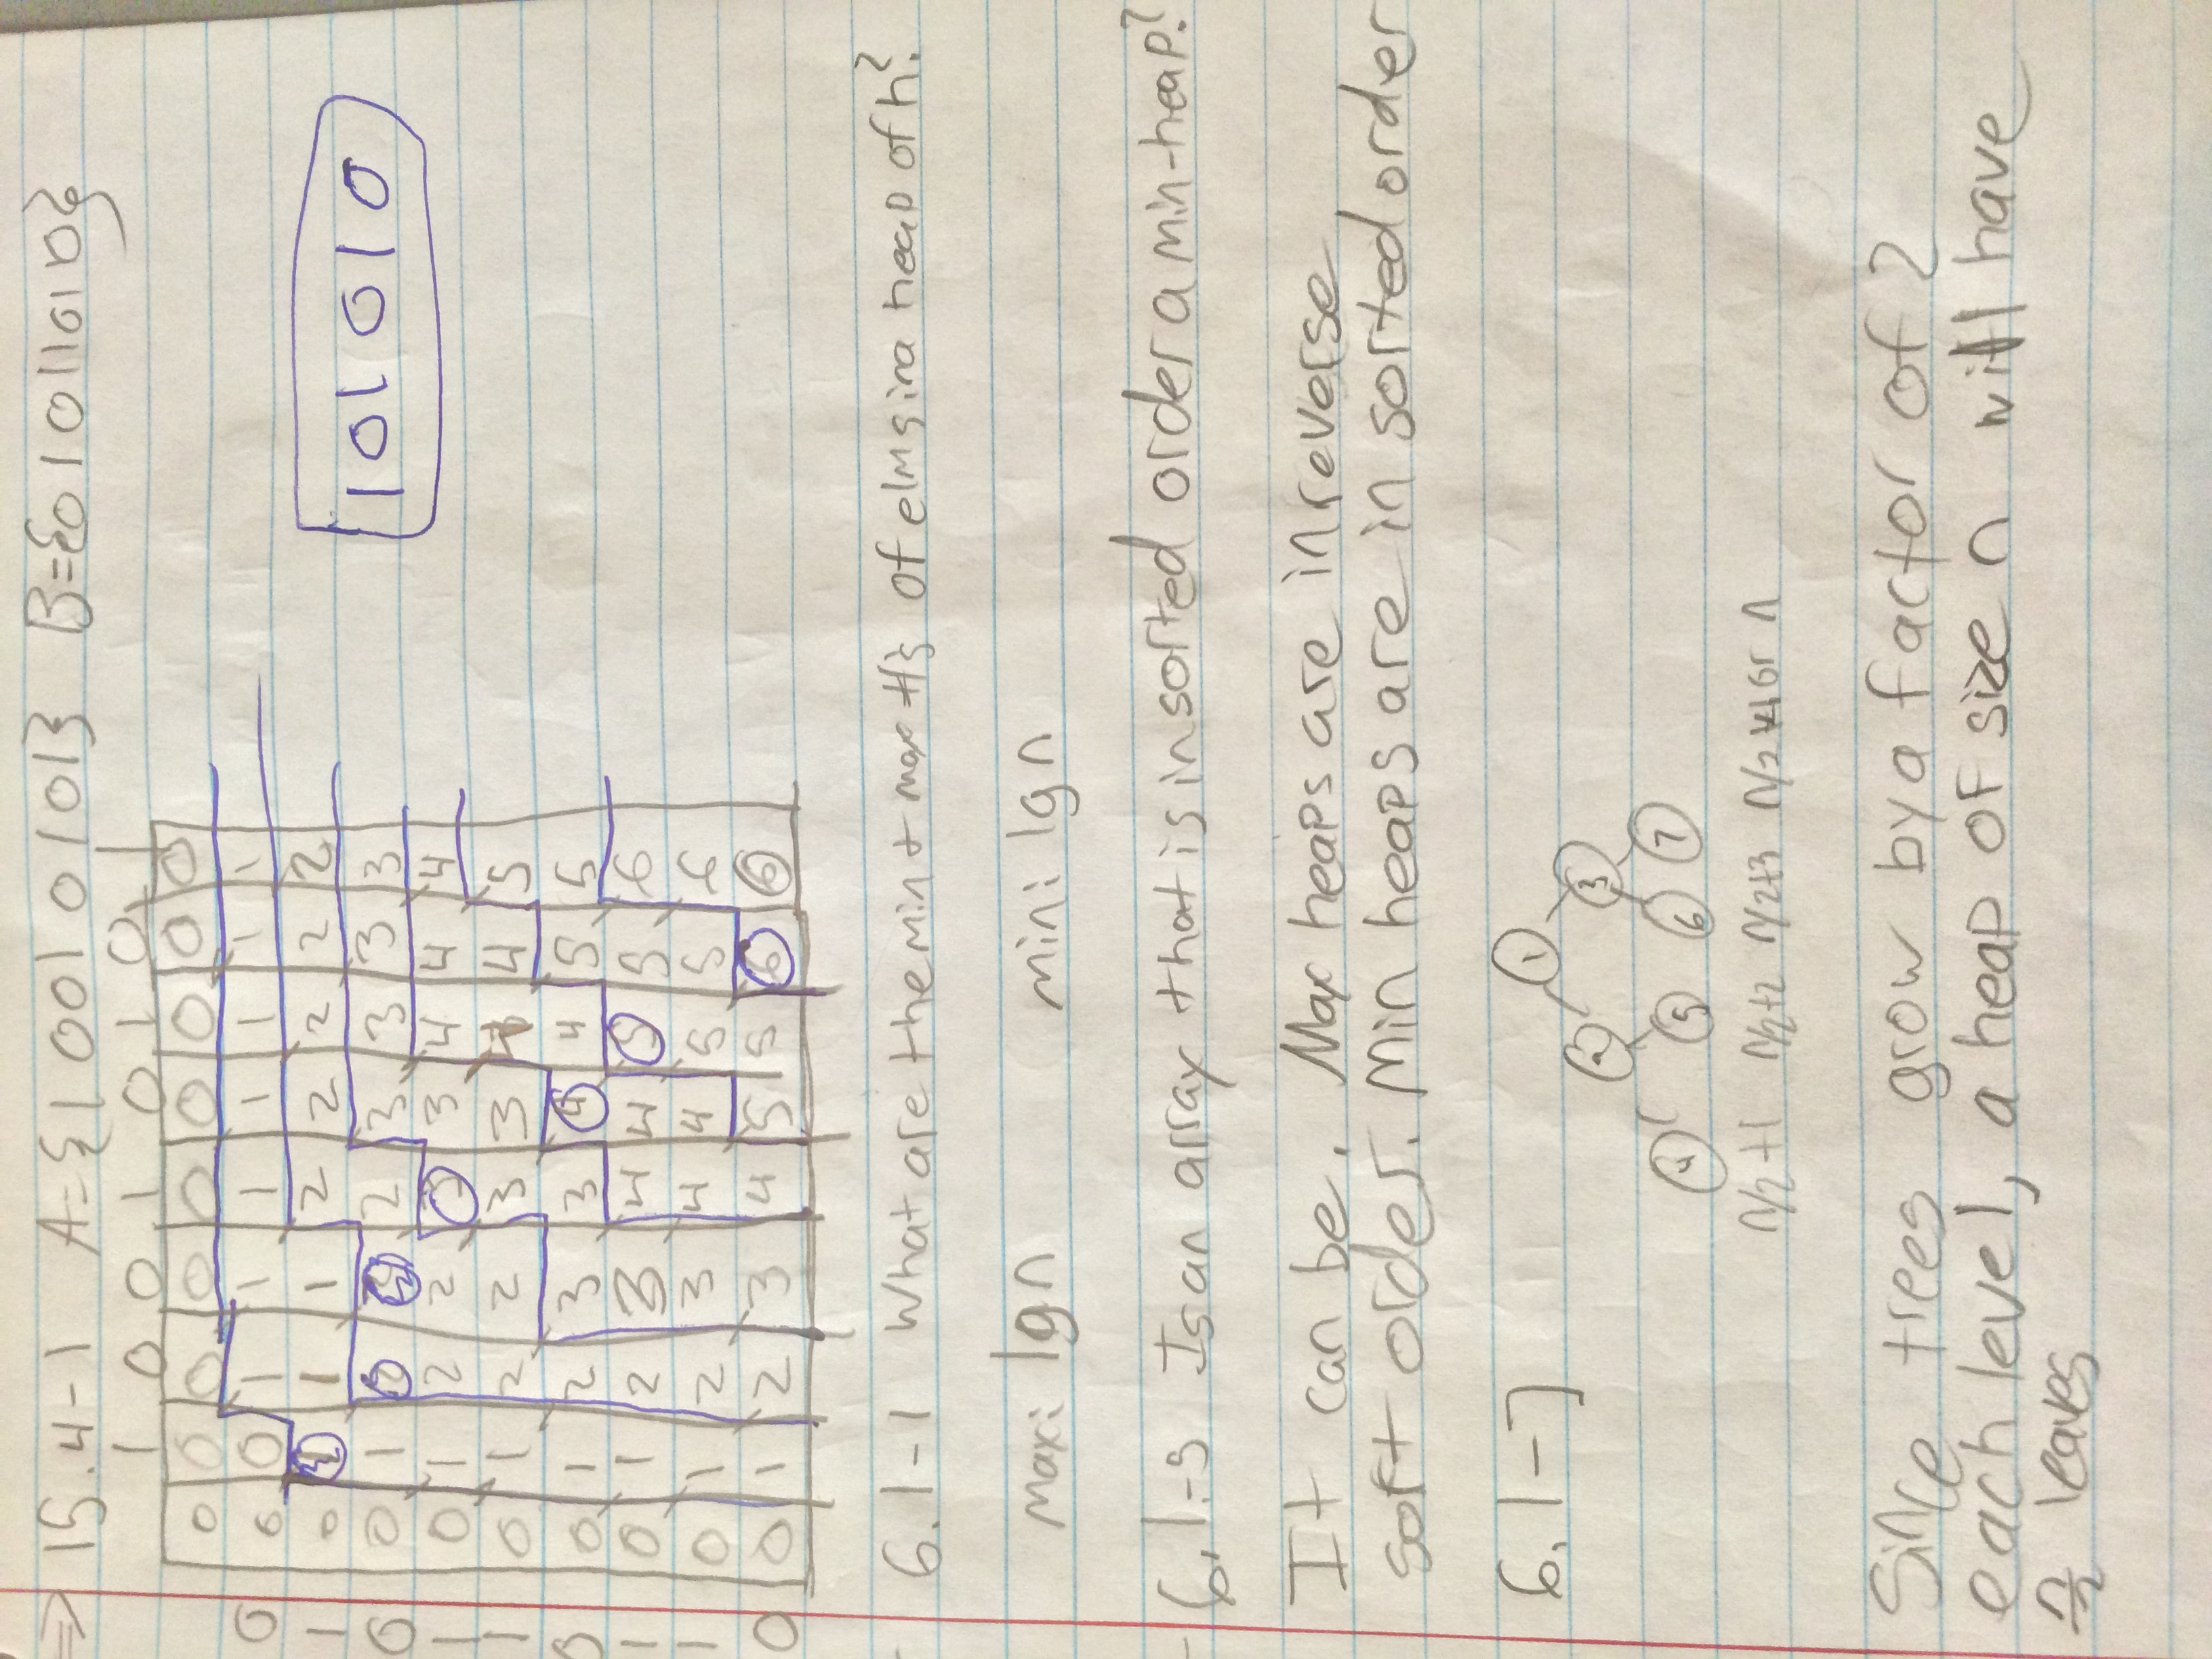 => 15.4-1 A={10010101} B={010110110}
1 0 0 1 0 1 0 1
0 0 0 0 0 0 0 0 0
0 0 0 1 1 1 1 1 1 1
1 0 1 1 1 2 2 2 2 2
0 0 1 2 2 3 3 3
1 0 1 2 2 3 3 4 4 4
1 0 1 2 2 3 3 4 4 5
0 0 1 2 3 3 4 4 5 5
1 0 1 2 3 4 4 5 5 6
1 0 1 2 3 4 4 5 5 6
0 0 1 2 3 4 5 5 6 6
101010
6.1-1 What are the min + max #'s of elms in a heap of h?
max: lg n min: lg n
- 6.1-5 Is an array that is in sorted order a min-heap?
It can be. Max heaps are in reverse
sort order. Min heaps are in sorted order
6.1-7
1
2 3
4 5 6 7
n/2+1 n/2+2 n/2+3 n/2 or n
Since trees grow by a factor of 2
each level, a heap of size n will have
n/2 leaves